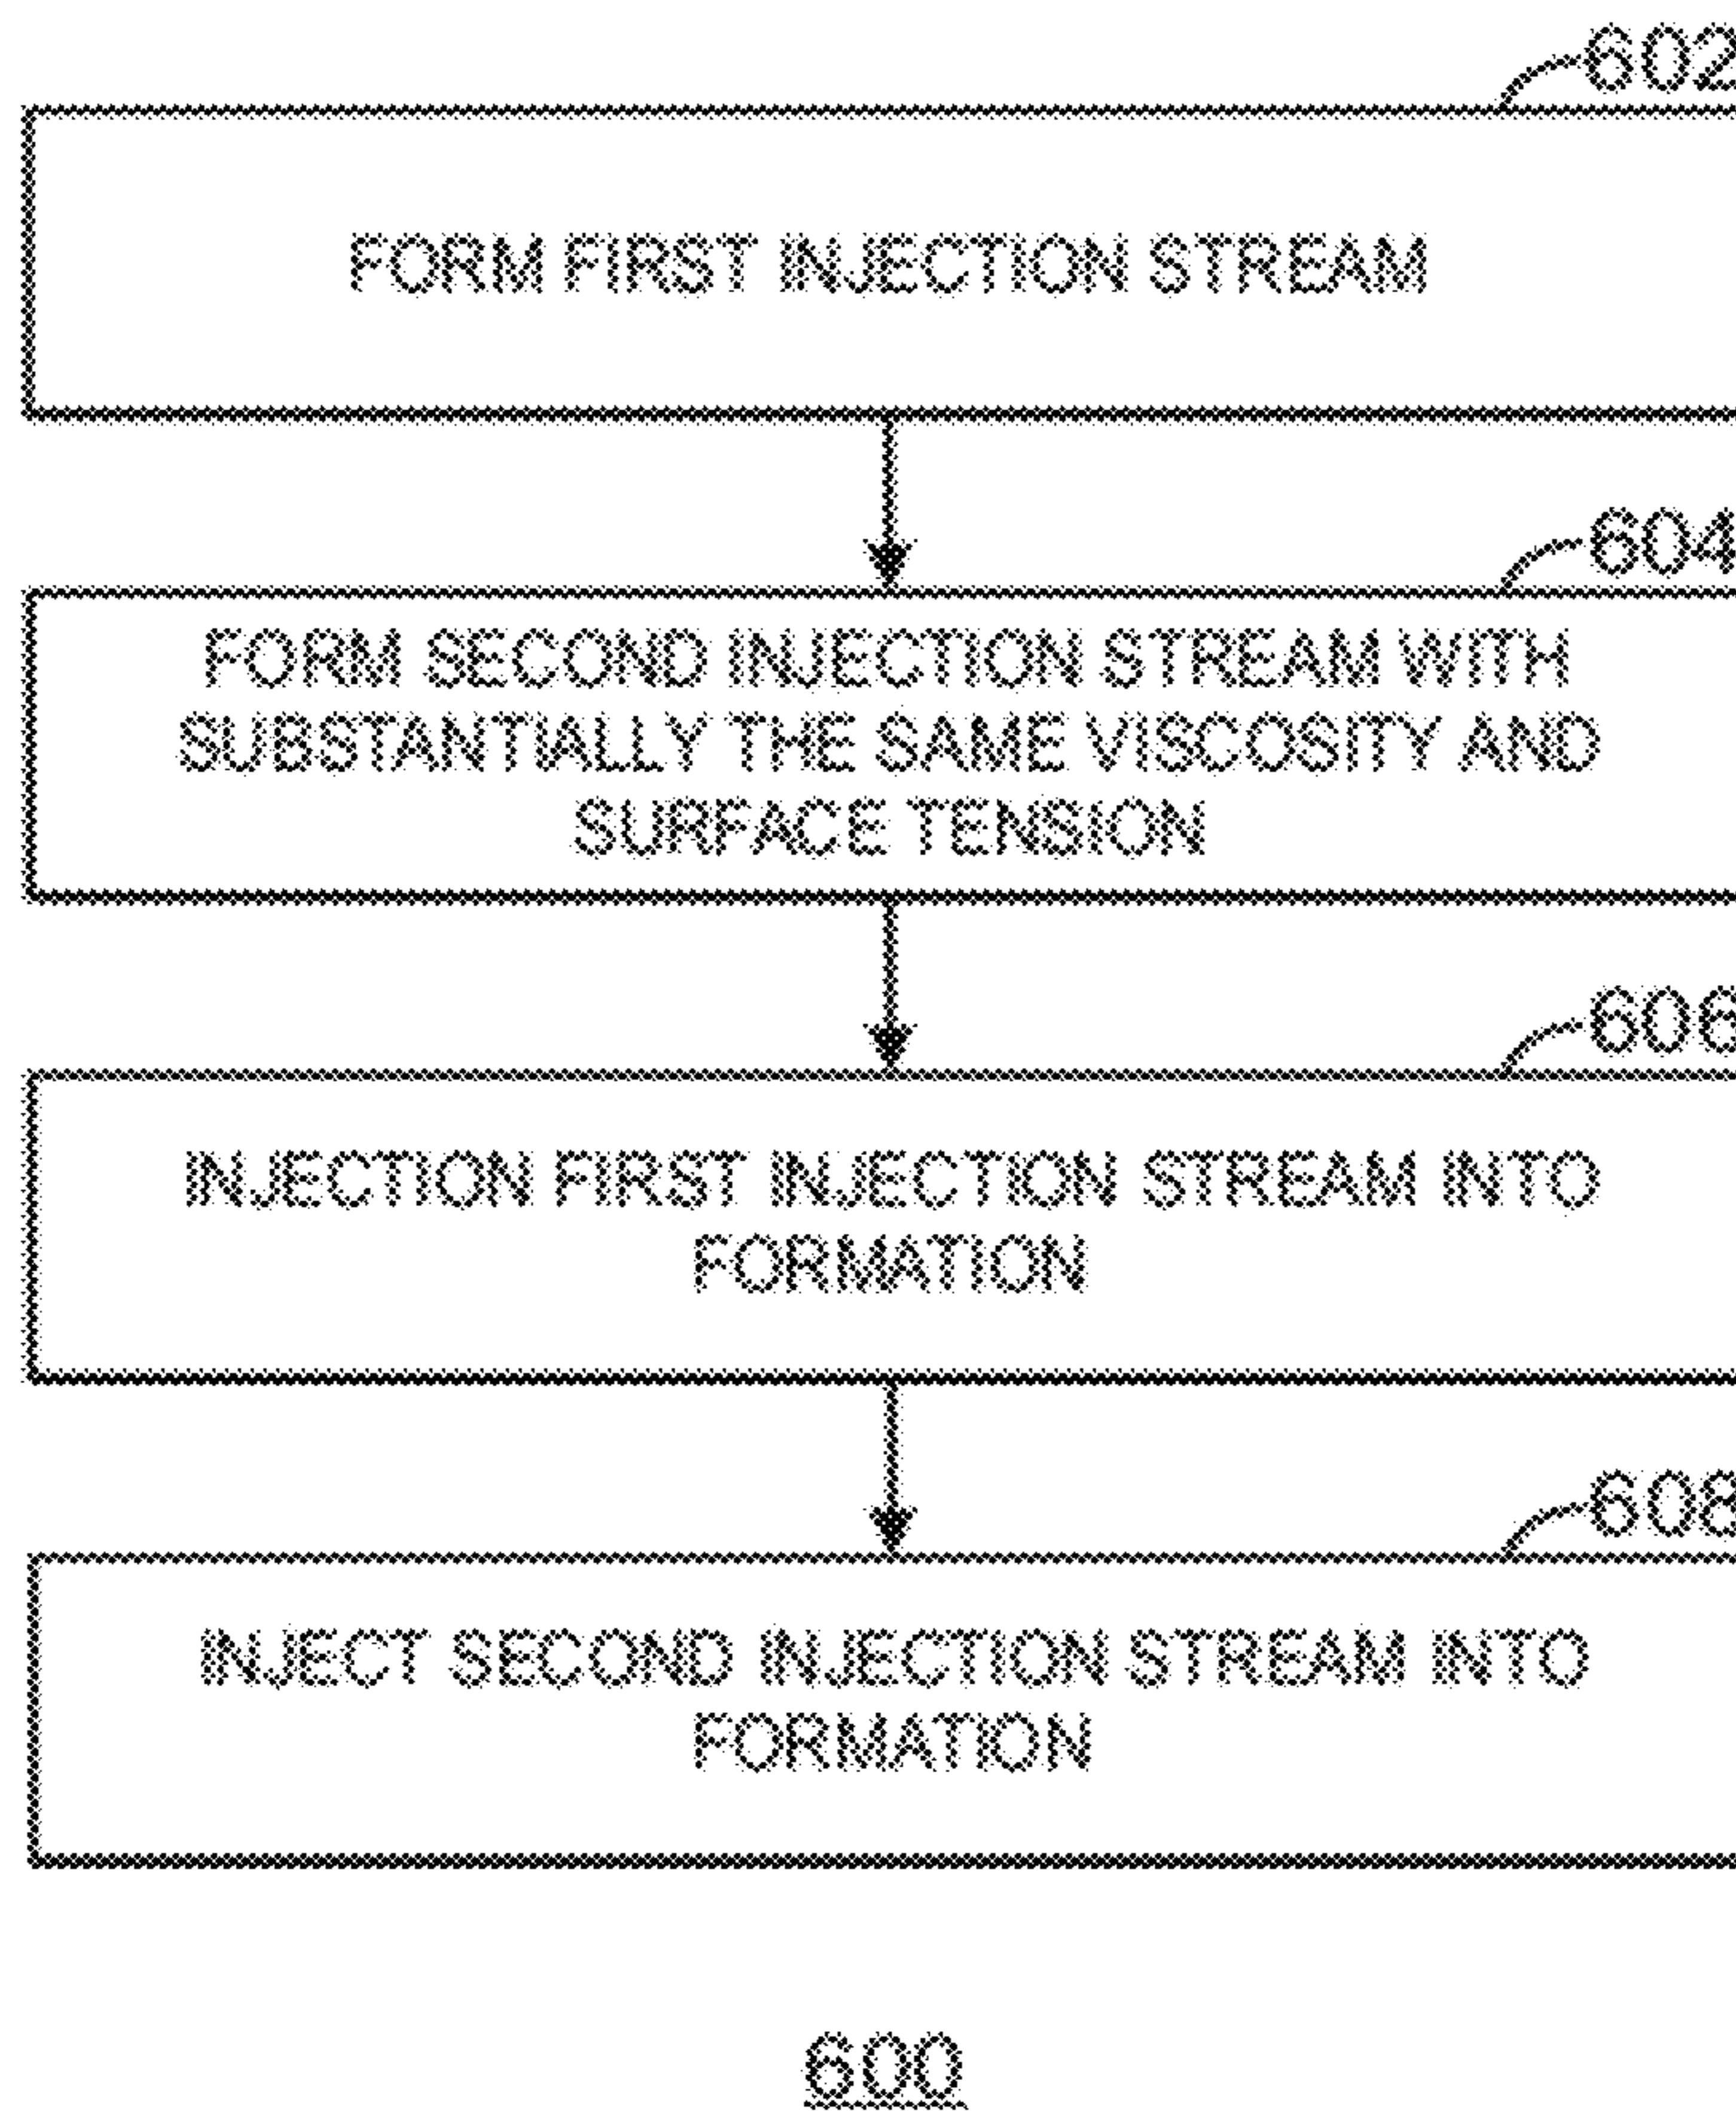 602
FORM FIRST INJECTION STREAM
604
FORM SECOND INJECTION STREAM WITH
SUBSTANTIALLY THE SAME VISCOSITY AND
SURFACE TENSION
606
INJECTION FIRST INJECTION STREAM INTO
FORMATION
608
INJECT SECOND INJECTION STREAM INTO
FORMATION
600